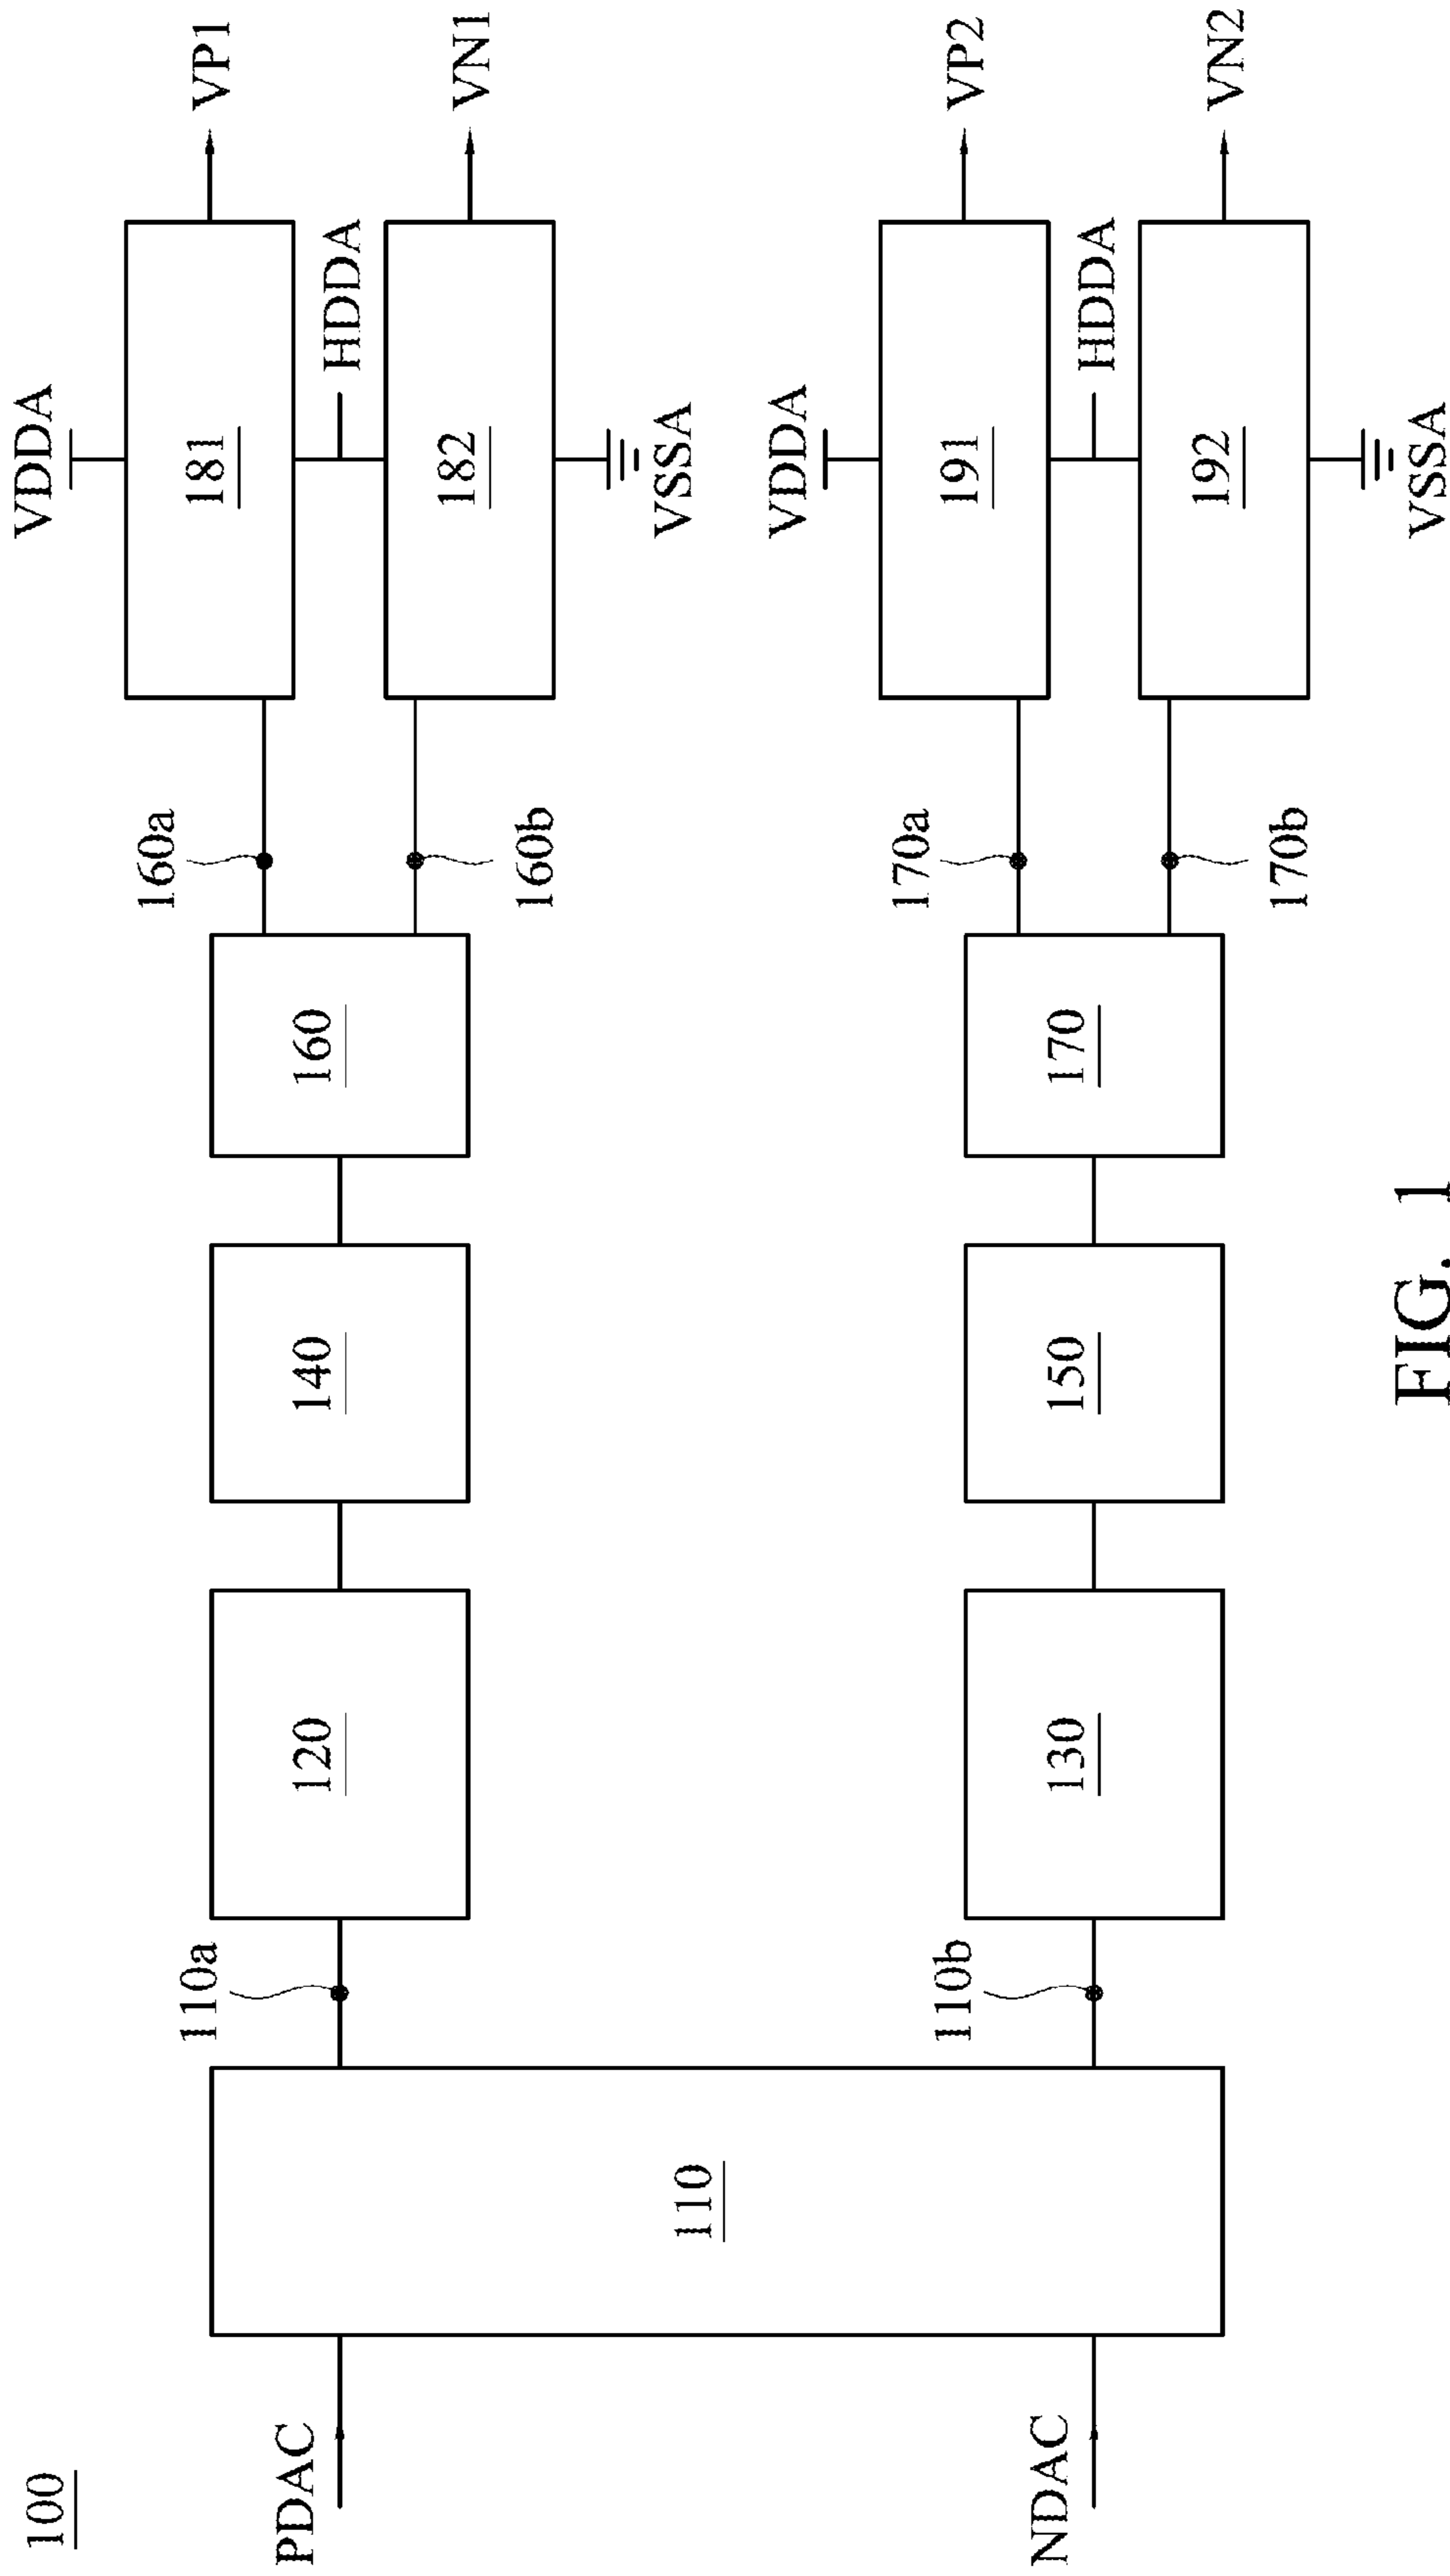 100
VDDA
PDAC
110a
160a
181
VP1
HDDA
120
140
160
182
VN1
160b
VSSA
110
VDDA
NDAC
110b
170a
191
VP2
HDDA
130
150
170
192
VN2
170b
VSSA
FIG. 1